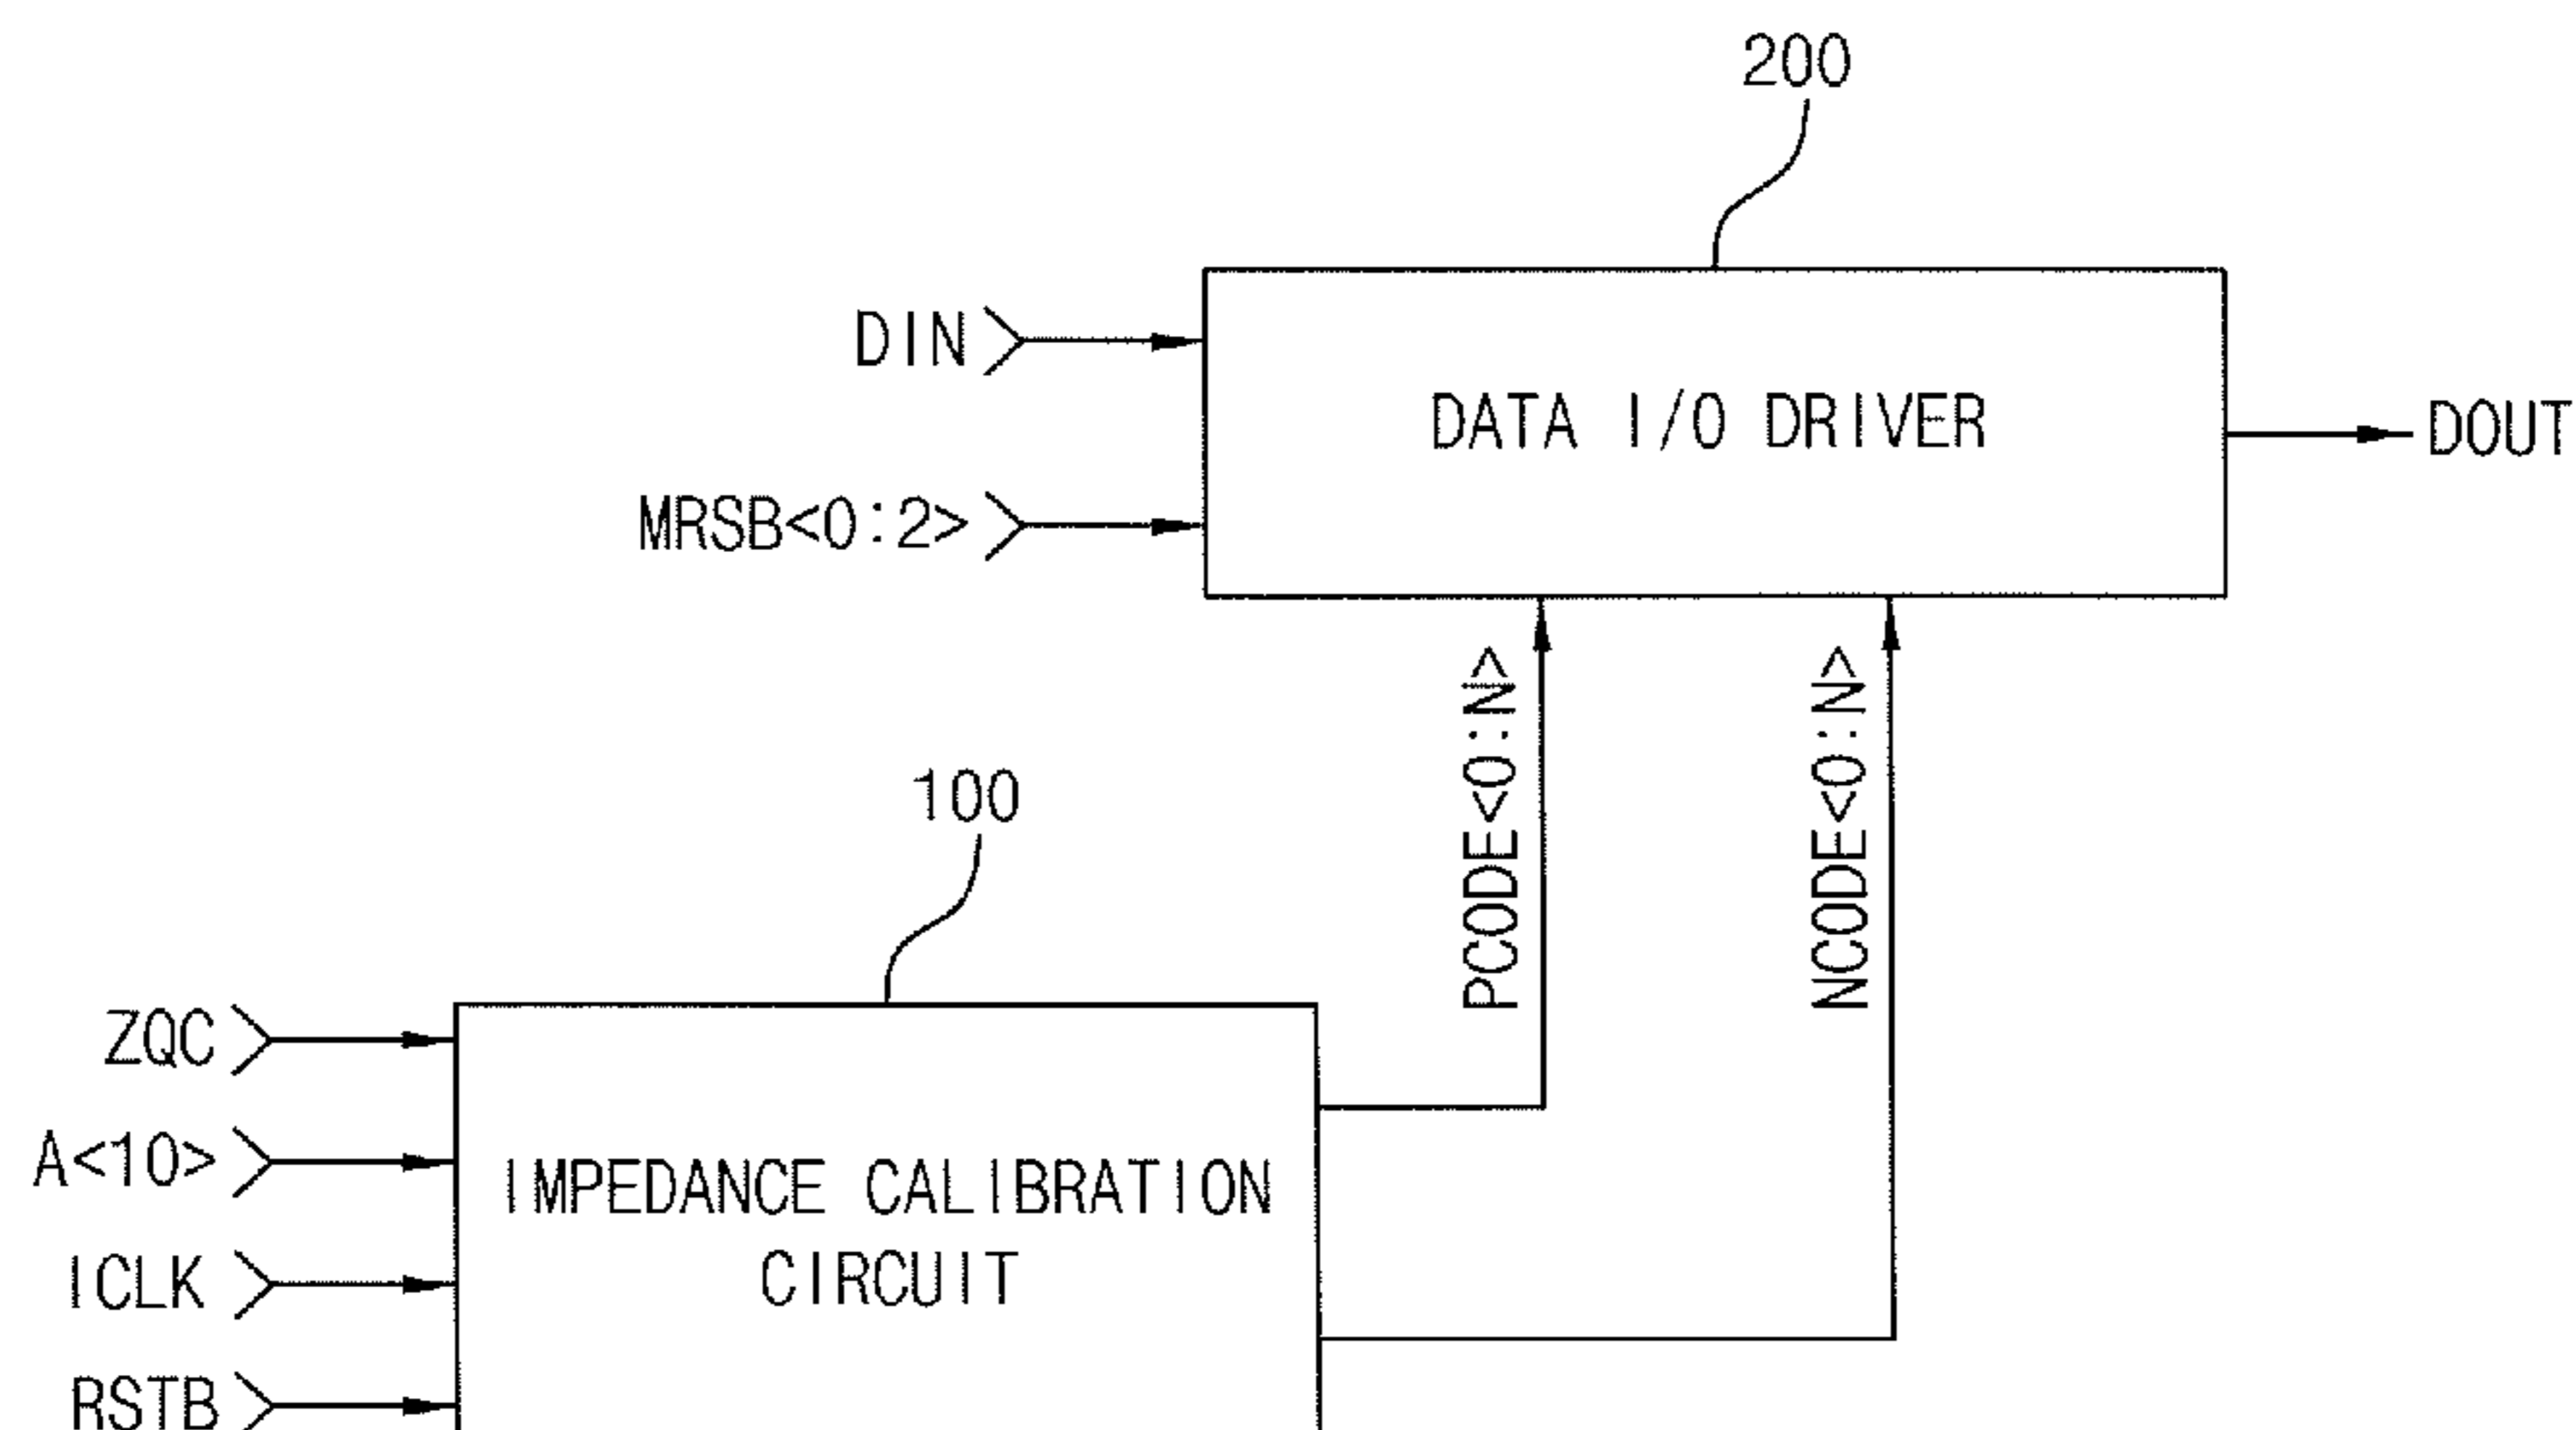 200
DIN
DATA I/O DRIVER
DOUT
MRSB<0:2>
PCODE<0:N>
NCODE<0:N>
100
ZQC
A<10>
IMPEDANCE CALIBRATION
CIRCUIT
ICLK
RSTB